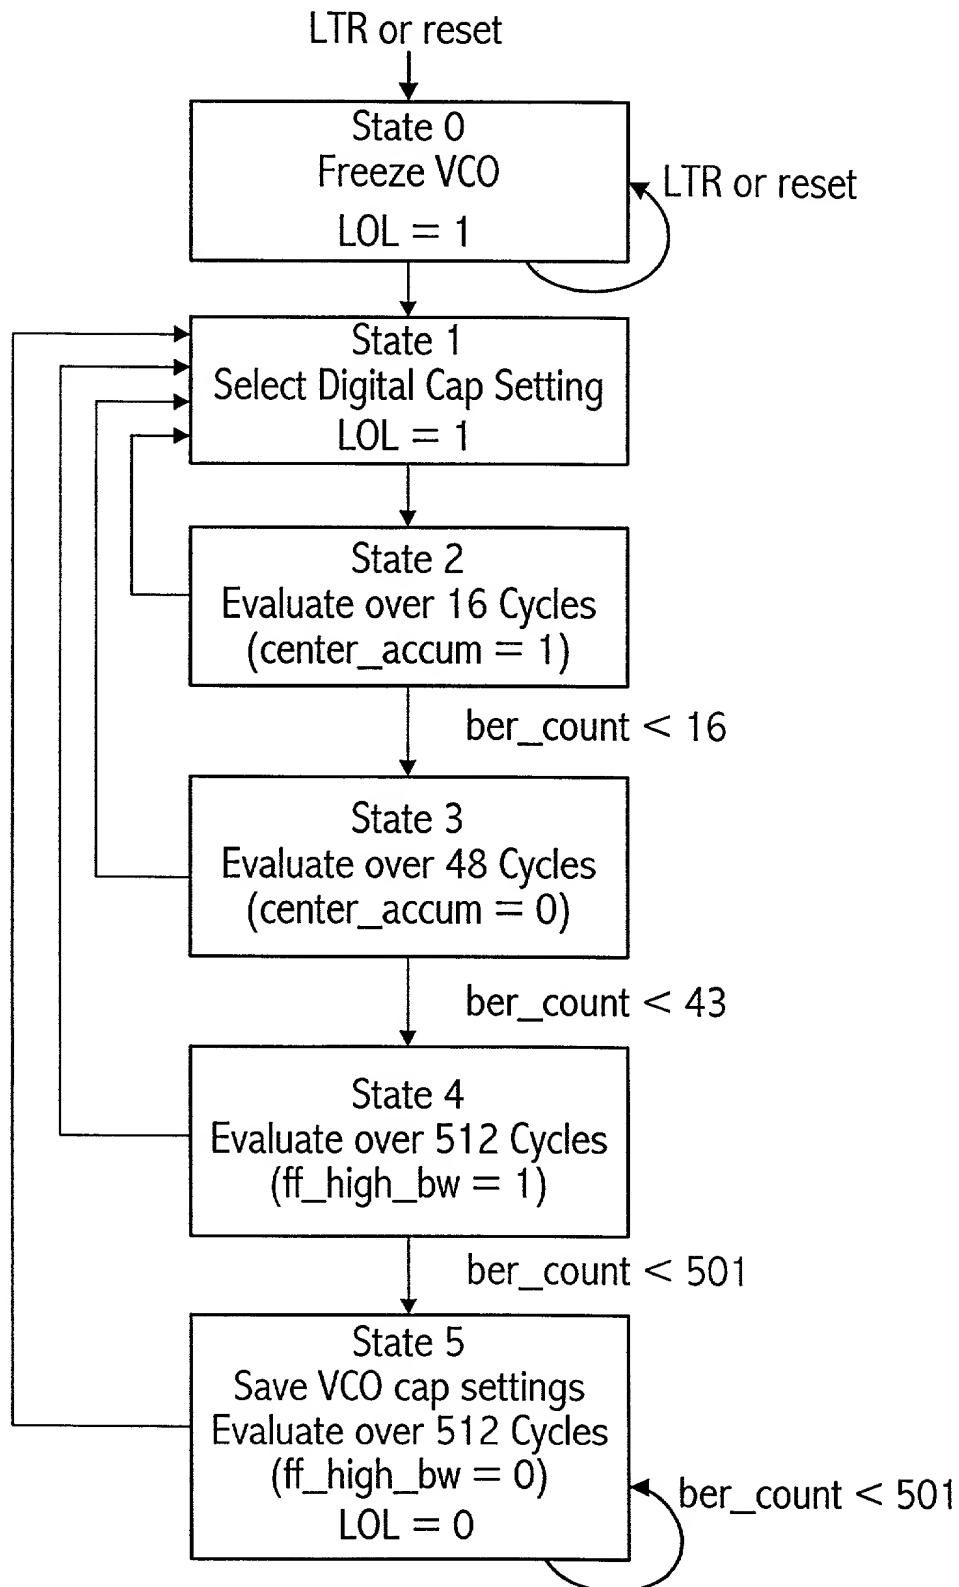 LTR or reset
State 0
Freeze VCO
LOL = 1
LTR or reset
State 1
Select Digital Cap Setting
LOL = 1
State 2
Evaluate over 16 Cycles
(center_accum = 1)
ber_count < 16
State 3
Evaluate over 48 Cycles
(center_accum = 0)
ber_count < 43
State 4
Evaluate over 512 Cycles
(ff_high_bw = 1)
ber_count < 501
State 5
Save VCO cap settings
Evaluate over 512 Cycles
(ff_high_bw = 0)
LOL = 0
ber_count < 501